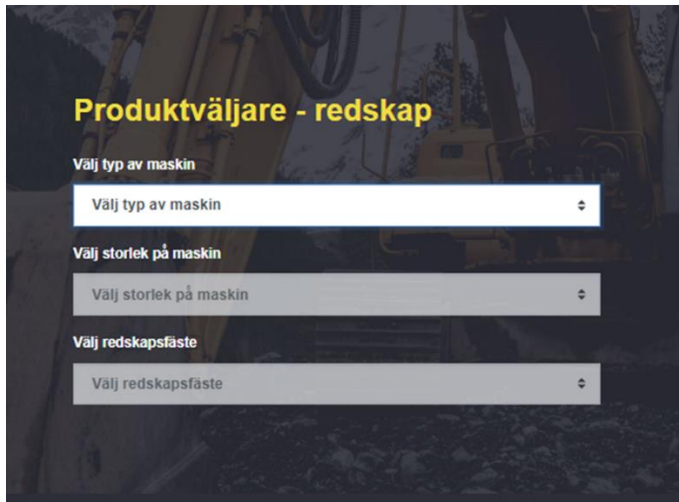 Produktväljare - redskap
Välj typ av maskin
Välj typ av maskin
Välj storlek på maskin
Välj storlek på maskin
Välj redskapsfäste
Välj redskapsfäste